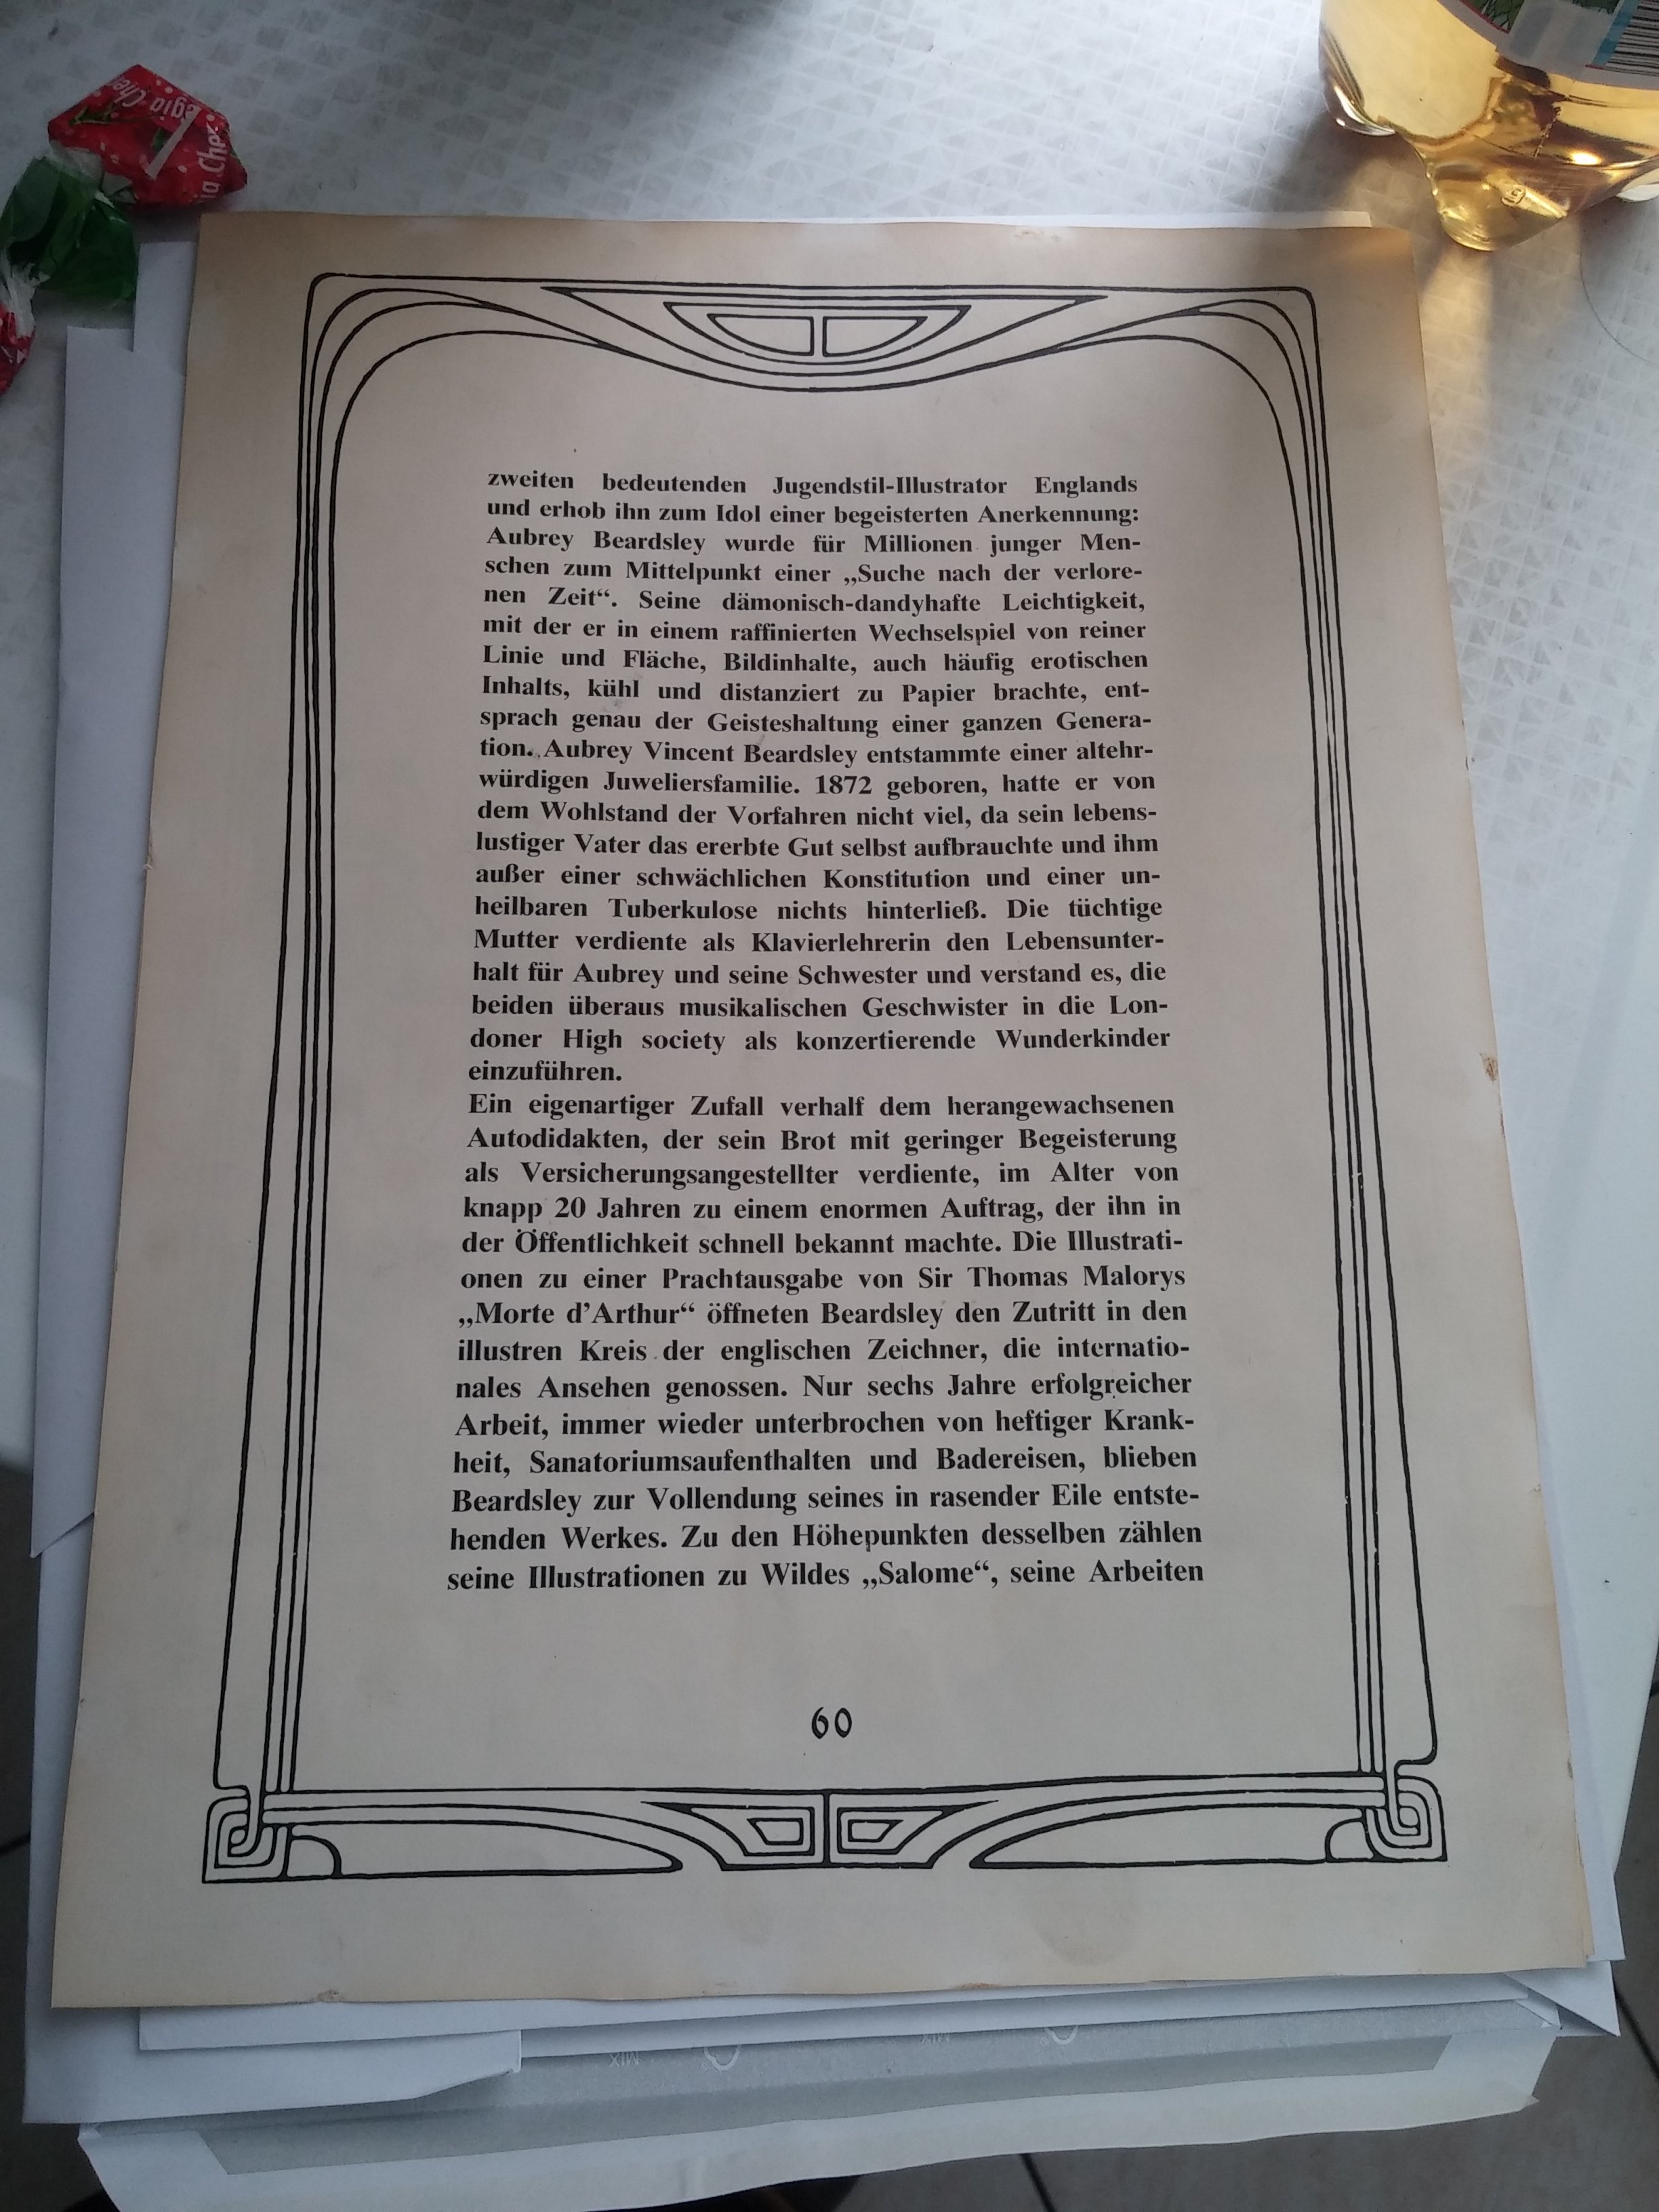 zweiten bedeutenden Jugendstil-Illustrator Englands
und erhob ihn zum Idol einer begeisterten Anerkennung:
Aubrey Beardsley wurde für Millionen junger Men-
schen zum Mittelpunkt einer „Suche nach der verlore-
nen Zeit“. Seine dämonisch-dandyhafte Leichtigkeit,
mit der er in einem raffinierten Wechselspiel von reiner
Linie und Fläche, Bildinhalte, auch häufig erotischen
Inhalts, kühl und distanziert zu Papier brachte, ent-
sprach genau der Geisteshaltung einer ganzen Genera-
tion. Aubrey Vincent Beardsley entstammte einer altehr-
würdigen Juweliersfamilie. 1872 geboren, hatte er von
dem Wohlstand der Vorfahren nicht viel, da sein lebens-
lustiger Vater das ererbte Gut selbst aufbrauchte und ihm
außer einer schwächlichen Konstitution und einer un-
heilbaren Tuberkulose nichts hinterließ. Die tüchtige
Mutter verdiente als Klavierlehrerin den Lebensunter-
halt für Aubrey und seine Schwester und verstand es, die
beiden überaus musikalischen Geschwister in die Lon-
doner High society als konzertierende Wunderkinder
einzuführen.
Ein eigenartiger Zufall verhalf dem herangewachsenen
Autodidakten, der sein Brot mit geringer Begeisterung
als Versicherungsangestellter verdiente, im Alter von
knapp 20 Jahren zu einem enormen Auftrag, der ihn in
der Öffentlichkeit schnell bekannt machte. Die Illustrati-
onen zu einer Prachtausgabe von Sir Thomas Malorys
„Morte d’Arthur“ öffneten Beardsley den Zutritt in den
illustren Kreis der englischen Zeichner, die internatio-
nales Ansehen genossen. Nur sechs Jahre erfolgreicher
Arbeit, immer wieder unterbrochen von heftiger Krank-
heit, Sanatoriumsaufenthalten und Badereisen, blieben
Beardsley zur Vollendung seines in rasender Eile entste-
henden Werkes. Zu den Höhepunkten desselben zählen
seine Illustrationen zu Wildes „Salome“, seine Arbeiten
60
MIX
MIX